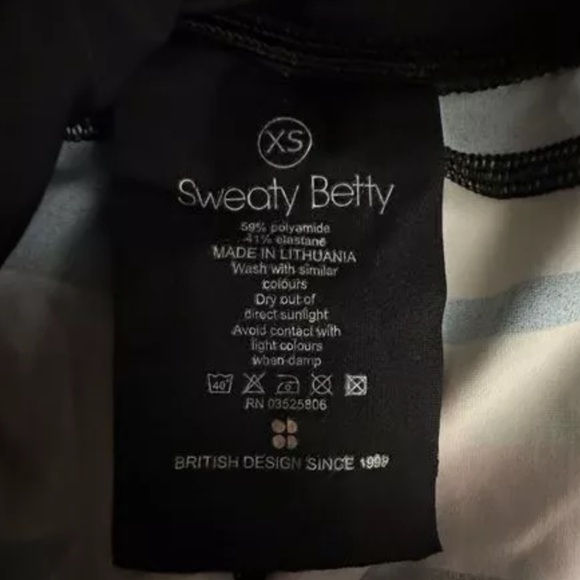 XS
Sweaty Betty
59% polyamide
41% elastane
MADE IN LITHUANIA
Wash with similar
colours
Dry out of
direct sunlight
Avoid contact with
light colours
when damp
40°
RN 03525806
BRITISH DESIGN SINCE 1998